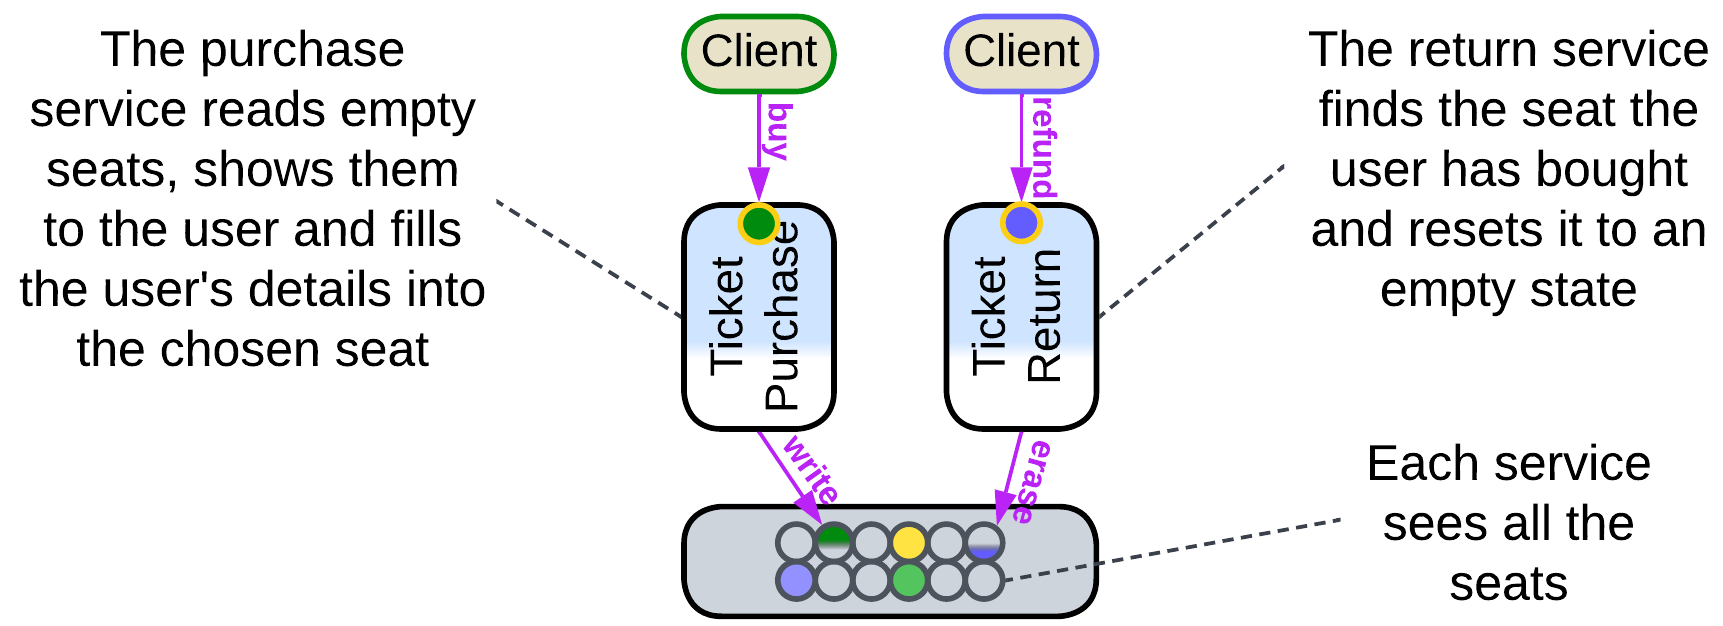 The purchase
service reads empty
seats, shows them
to the user and fills
the user's details into
the chosen seat
Client
buy
Ticket
Purchase
write
Client
refund
Ticket
Return
erase
The return service
finds the seat the
user has bought
and resets it to an
empty state
Each service
sees all the
seats